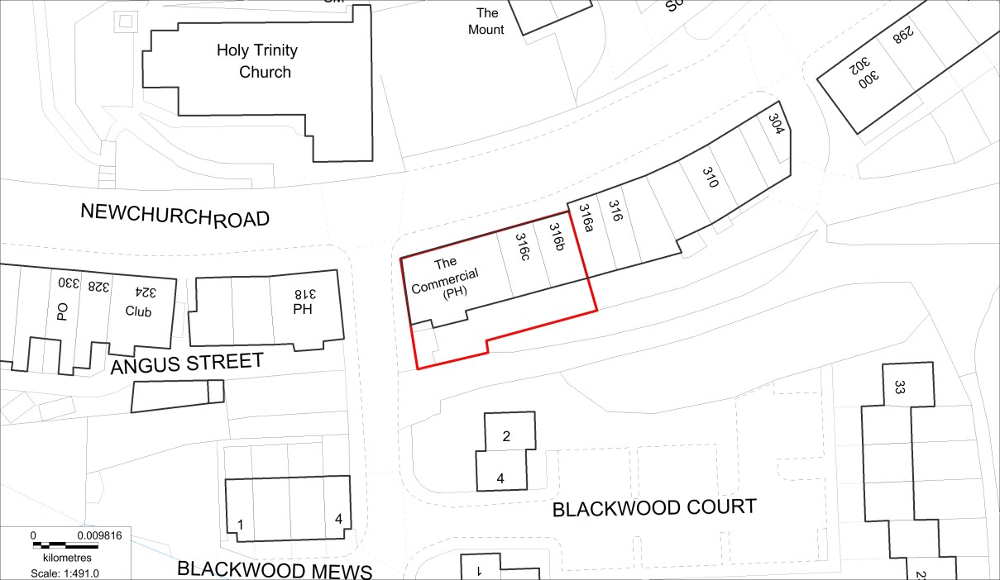 The
Mount
Holy Trinity
Church
298
302
300
304
310
316
316a
316b
316c
NEWCHURCH ROAD
The
Commercial
(PH)
330
328
324
Club
PO
318
PH
ANGUS STREET
33
2
4
BLACKWOOD COURT
1
4
0
0.009816
kilometres
Scale: 1:491.0
BLACKWOOD MEWS
1